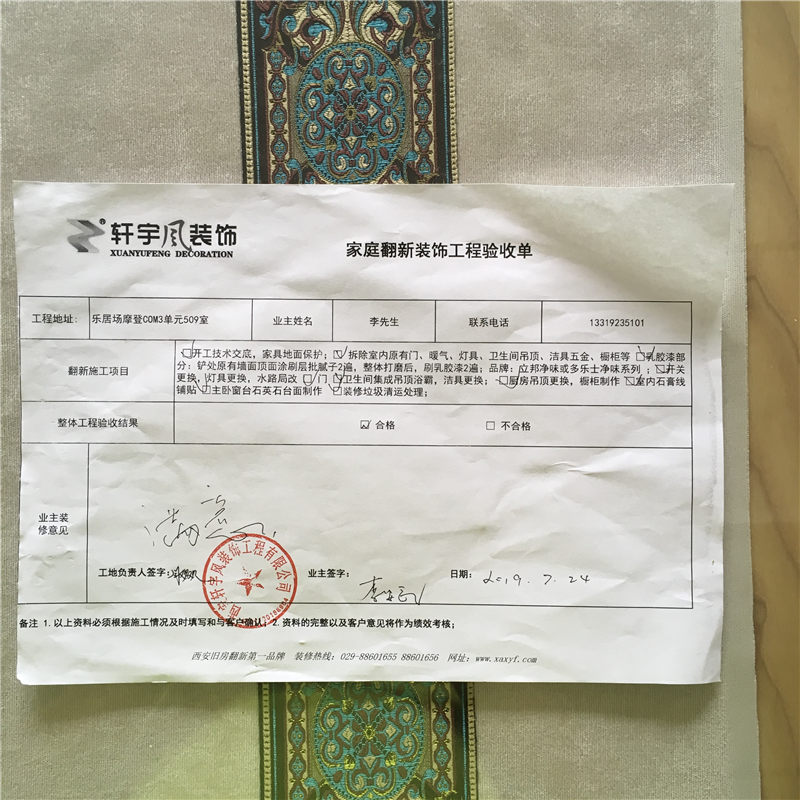 轩宇风装饰
XUANYUFENG DECORATION
家庭翻新装饰工程验收单
工程地址: 乐居场摩登COM3单元509室 业主姓名 李先生 联系电话 13319235101
翻新施工项目
☑开工技术交底，家具地面保护；☑拆除室内原有门、暖气、灯具、卫生间吊顶、洁具五金、橱柜等 ☑乳胶漆部
分：铲处原有墙面顶面涂刷层批腻子2遍，整体打磨后，刷乳胶漆2遍；品牌：立邦净味或多乐士净味系列 ；☑开关
更换，灯具更换，水路局改 ☑门 ☑卫生间集成吊顶浴霸，洁具更换； ☑厨房吊顶更换，橱柜制作 ☑室内石膏线
铺贴 ☑主卧窗台石英石台面制作 ☑装修垃圾清运处理；
整体工程验收结果 ☑ 合格 □ 不合格
业主装
修意见
满意
工地负责人签字: 业主签字: 日期: 2019.7.24
轩宇风装饰工程有限公司
备注 1.以上资料必须根据施工情况及时填写和与客户确认；2.资料的完整以及客户意见将作为绩效考核；
西安旧房翻新第一品牌 装修热线: 029-88601655 88601656 网址: www.xaxyf.com